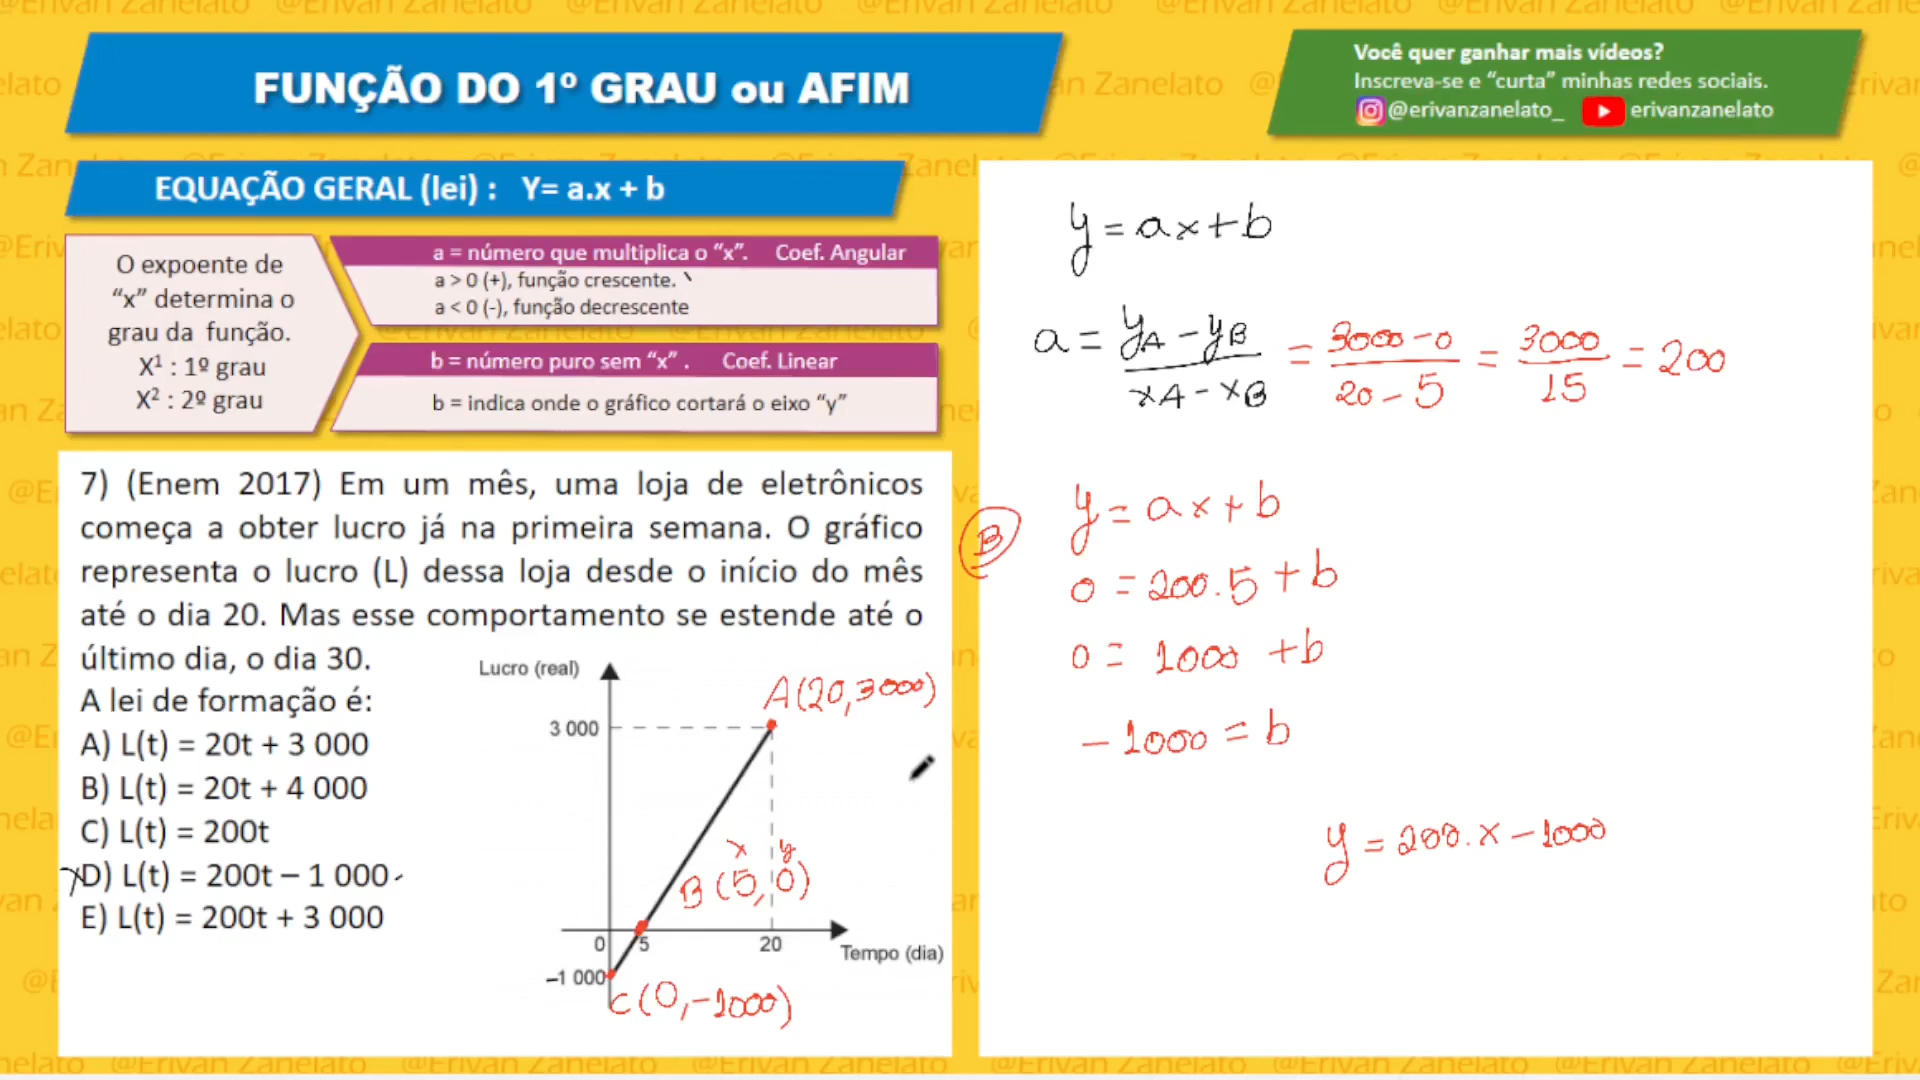 FUNÇÃO DO 1º GRAU ou AFIM
Você quer ganhar mais vídeos?
Inscreva-se e “curta” minhas redes sociais.
@erivanzanelato_ erivanzanelato
EQUAÇÃO GERAL (lei) : Y= a.x + b
O expoente de
“x” determina o
grau da função.
X¹ : 1º grau
X² : 2º grau
a = número que multiplica o “x”. Coef. Angular
a > 0 (+), função crescente.
a < 0 (-), função decrescente
b = número puro sem “x” . Coef. Linear
b = indica onde o gráfico cortará o eixo “y”
7) (Enem 2017) Em um mês, uma loja de eletrônicos
começa a obter lucro já na primeira semana. O gráfico
representa o lucro (L) dessa loja desde o início do mês
até o dia 20. Mas esse comportamento se estende até o
último dia, o dia 30.
A lei de formação é:
A) L(t) = 20t + 3 000
B) L(t) = 20t + 4 000
C) L(t) = 200t
D) L(t) = 200t – 1 000
E) L(t) = 200t + 3 000
Lucro (real)
A(20,3000)
3 000
x y
B (5,0)
0 5 20
Tempo (dia)
–1 000
C(0,-1000)
y = ax+b
a = yA - yB / xA - xB = 3000 - 0 / 20 - 5 = 3000 / 15 = 200
B
y = ax+b
0 = 200.5 + b
0 = 1000 + b
- 1000 = b
y = 200.x - 1000
@Erivan Zanelato